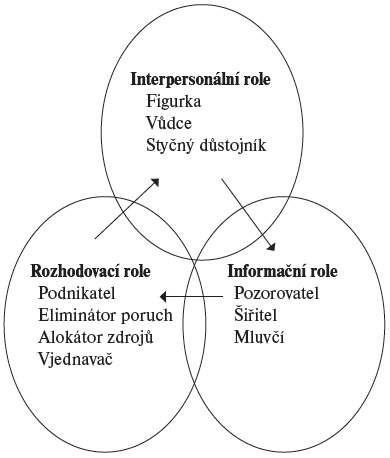 Interpersonální role
Figurka
Vůdce
Styčný důstojník
Rozhodovací role
Podnikatel
Eliminátor poruch
Alokátor zdrojů
Vjednavač
Informační role
Pozorovatel
Šiřitel
Mluvčí